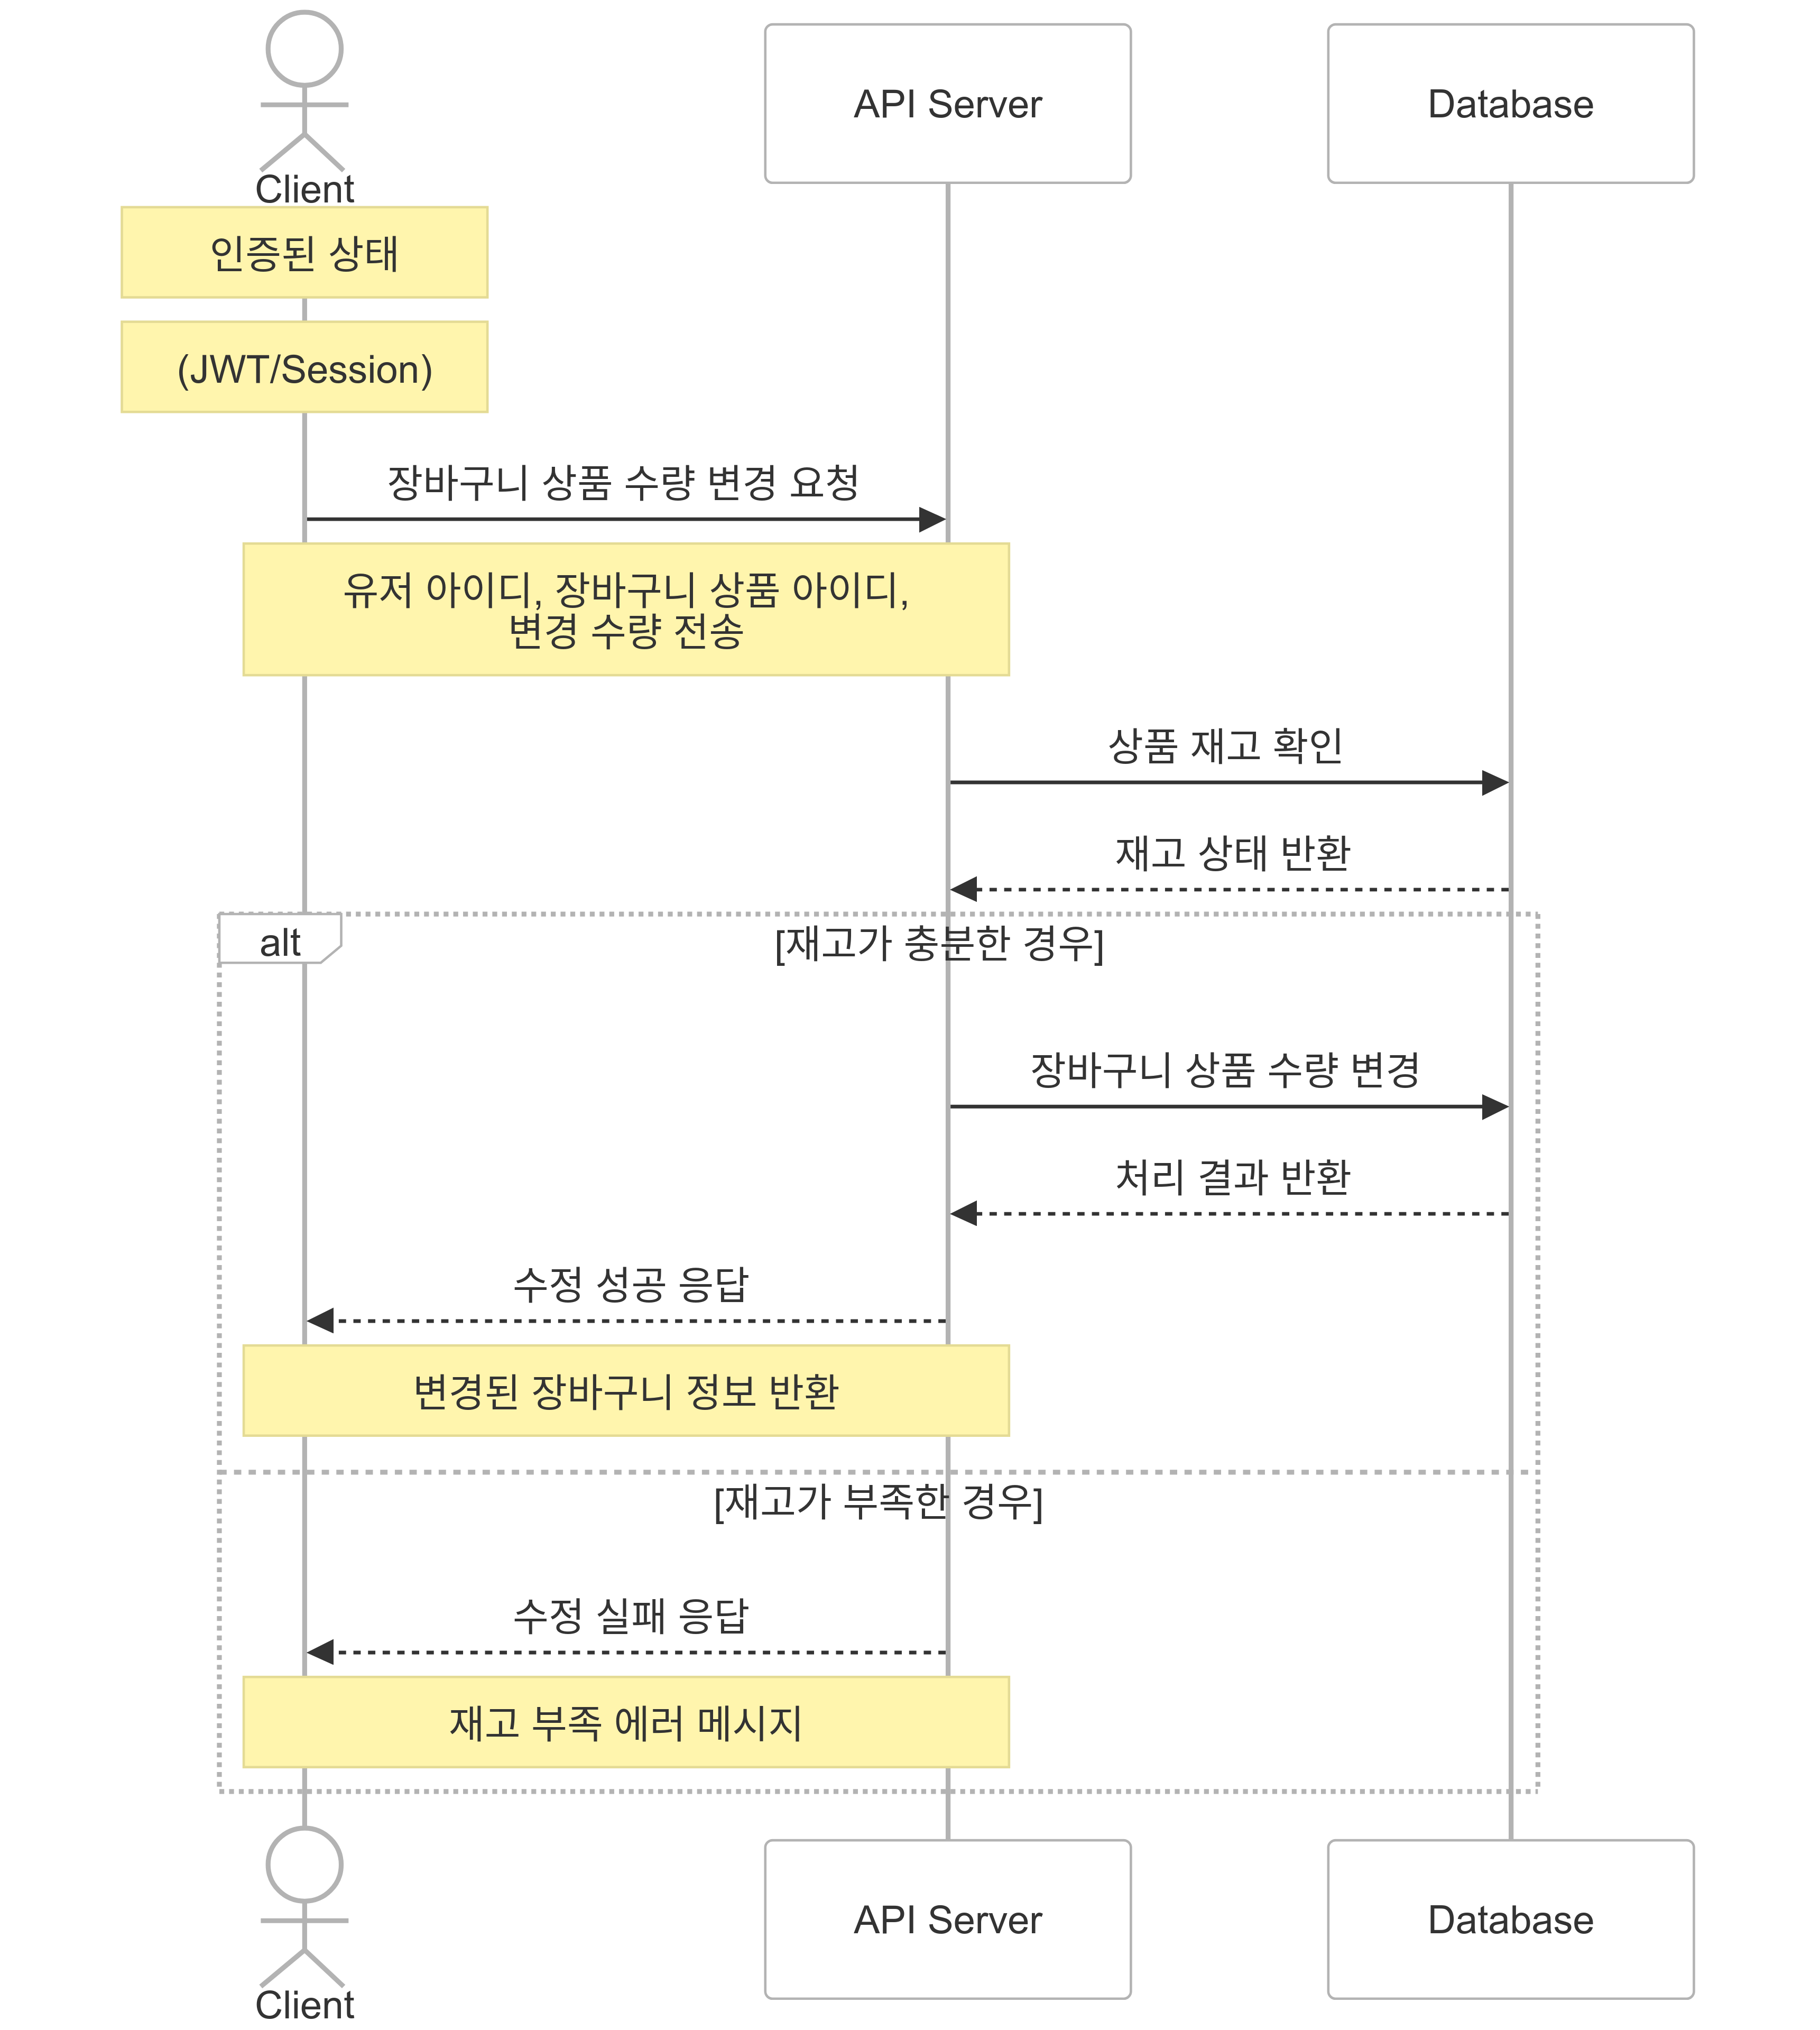 Client
API Server
Database
인증된 상태
(JWT/Session)
장바구니 상품 수량 변경 요청
유저 아이디, 장바구니 상품 아이디,
변경 수량 전송
상품 재고 확인
재고 상태 반환
alt
[재고가 충분한 경우]
장바구니 상품 수량 변경
처리 결과 반환
수정 성공 응답
변경된 장바구니 정보 반환
[재고가 부족한 경우]
수정 실패 응답
재고 부족 에러 메시지
Client
API Server
Database